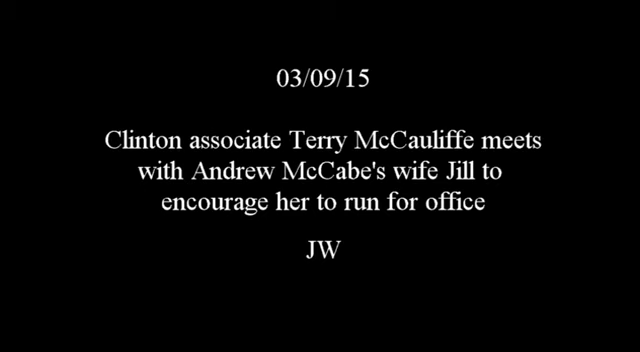 03/09/15
Clinton associate Terry McCauliffe meets
with Andrew McCabe's wife Jill to
encourage her to run for office
JW